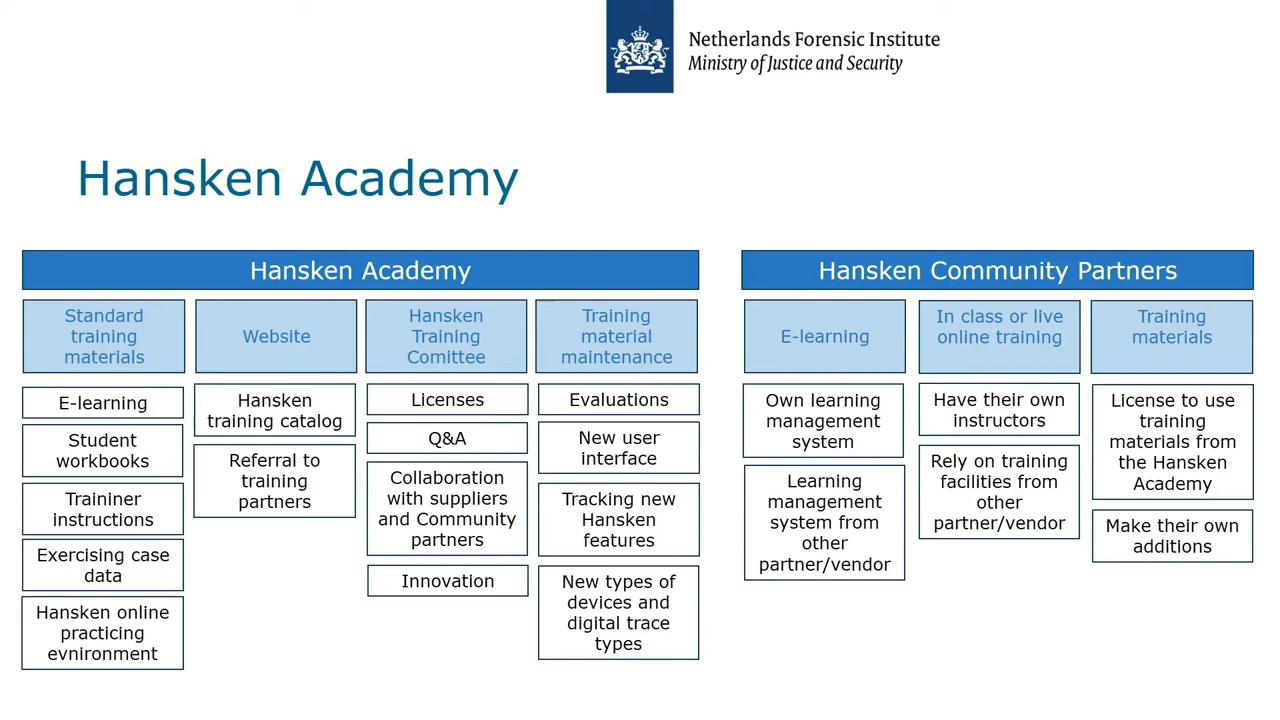 Netherlands Forensic Institute
Ministry of Justice and Security
Hansken Academy
Hansken Academy
Standard
training
materials
E-learning
Student
workbooks
Traininer
instructions
Exercising case
data
Hansken online
practicing
evnironment
Website
Hansken
training catalog
Referral to
training
partners
Hansken
Training
Comittee
Licenses
Q&A
Collaboration
with suppliers
and Community
partners
Innovation
Training
material
maintenance
Evaluations
New user
interface
Tracking new
Hansken
features
New types of
devices and
digital trace
types
Hansken Community Partners
E-learning
Own learning
management
system
Learning
management
system from
other
partner/vendor
In class or live
online training
Have their own
instructors
Rely on training
facilities from
other
partner/vendor
Training
materials
License to use
training
materials from
the Hansken
Academy
Make their own
additions